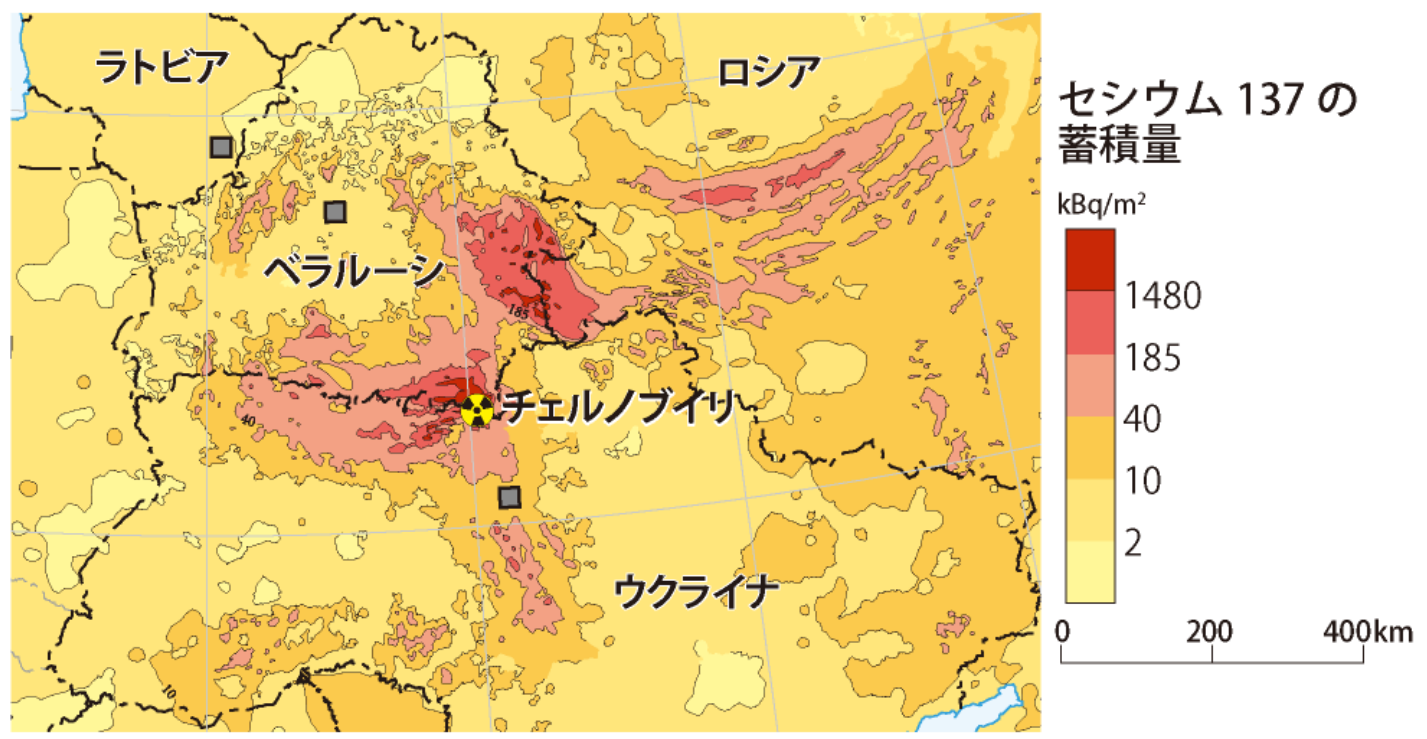 ラトビア
ロシア
ベラルーシ
185
チェルノブイリ
40
ウクライナ
10
セシウム 137 の
蓄積量
kBq/m²
1480
185
40
10
2
0 200 400km